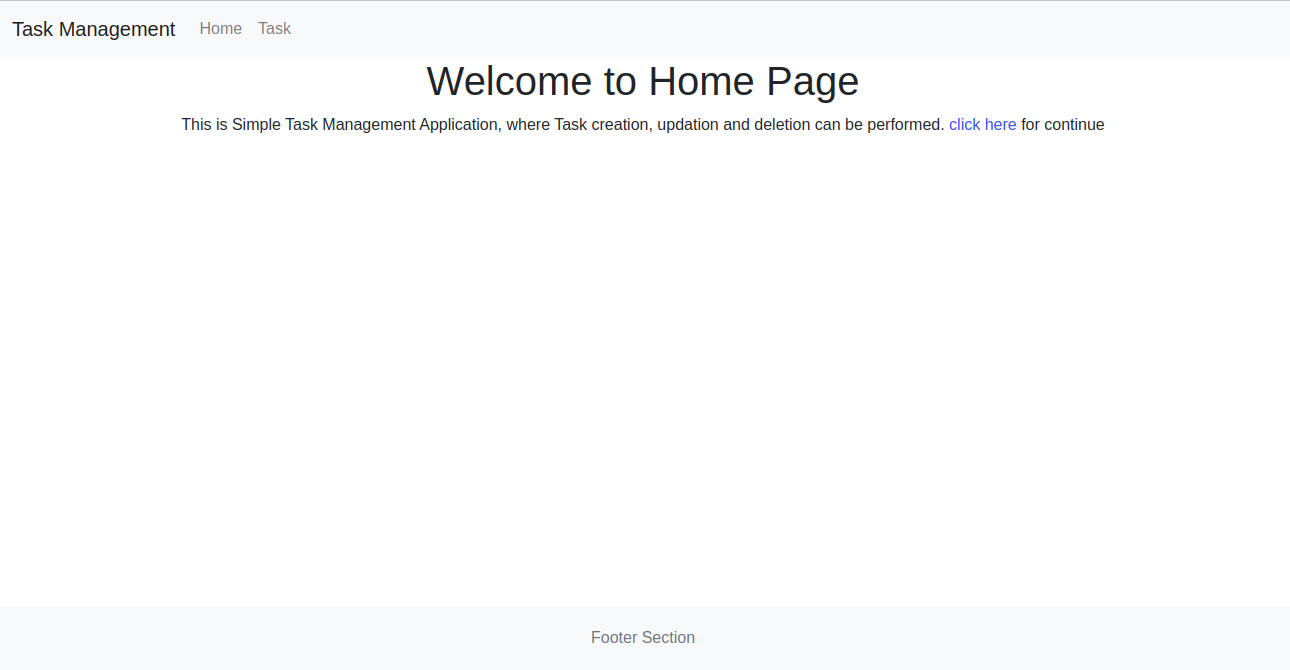 Task Management Home Task
Welcome to Home Page
This is Simple Task Management Application, where Task creation, updation and deletion can be performed. click here for continue
Footer Section